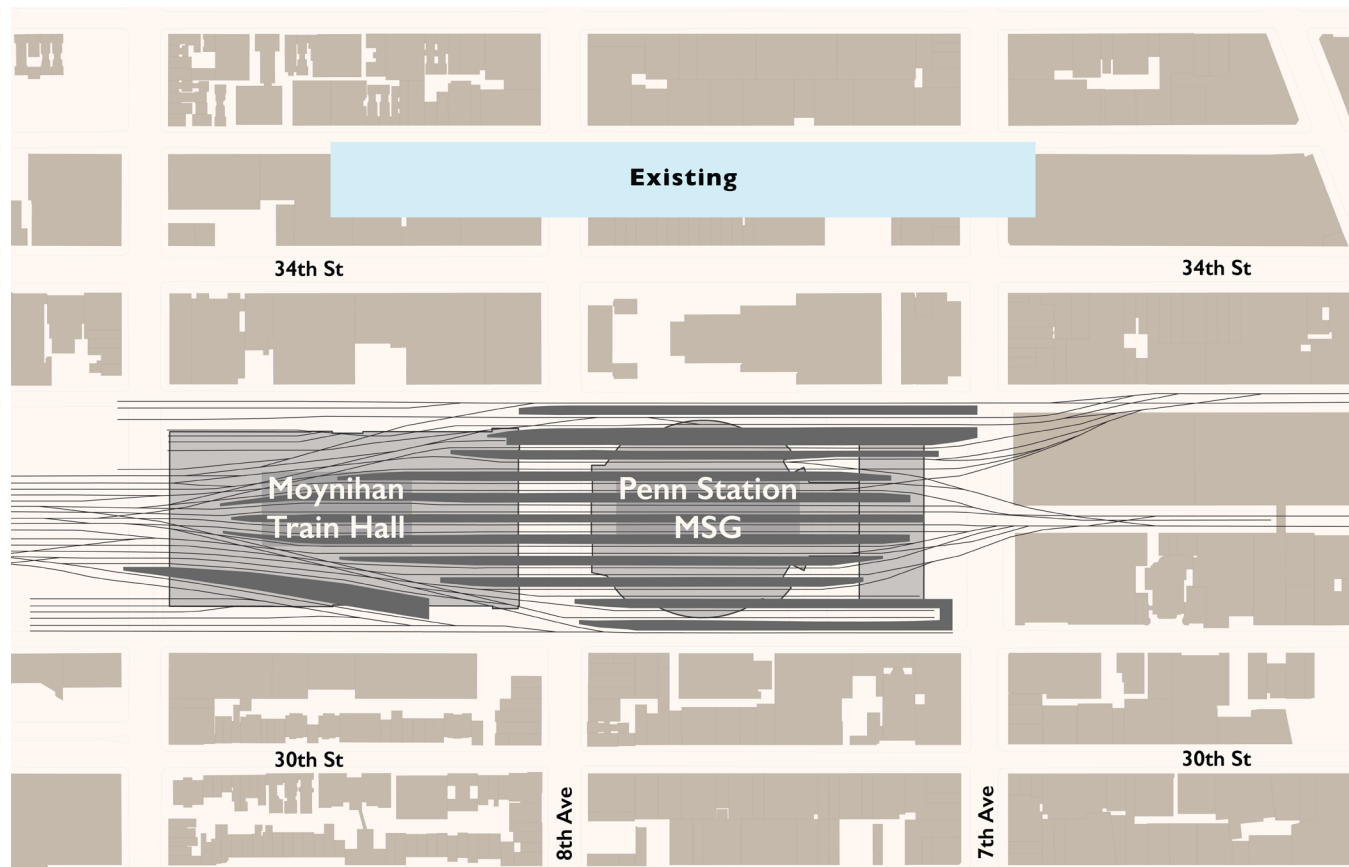 Existing
34th St
34th St
Moynihan
Train Hall
Penn Station
MSG
30th St
30th St
8th Ave
7th Ave